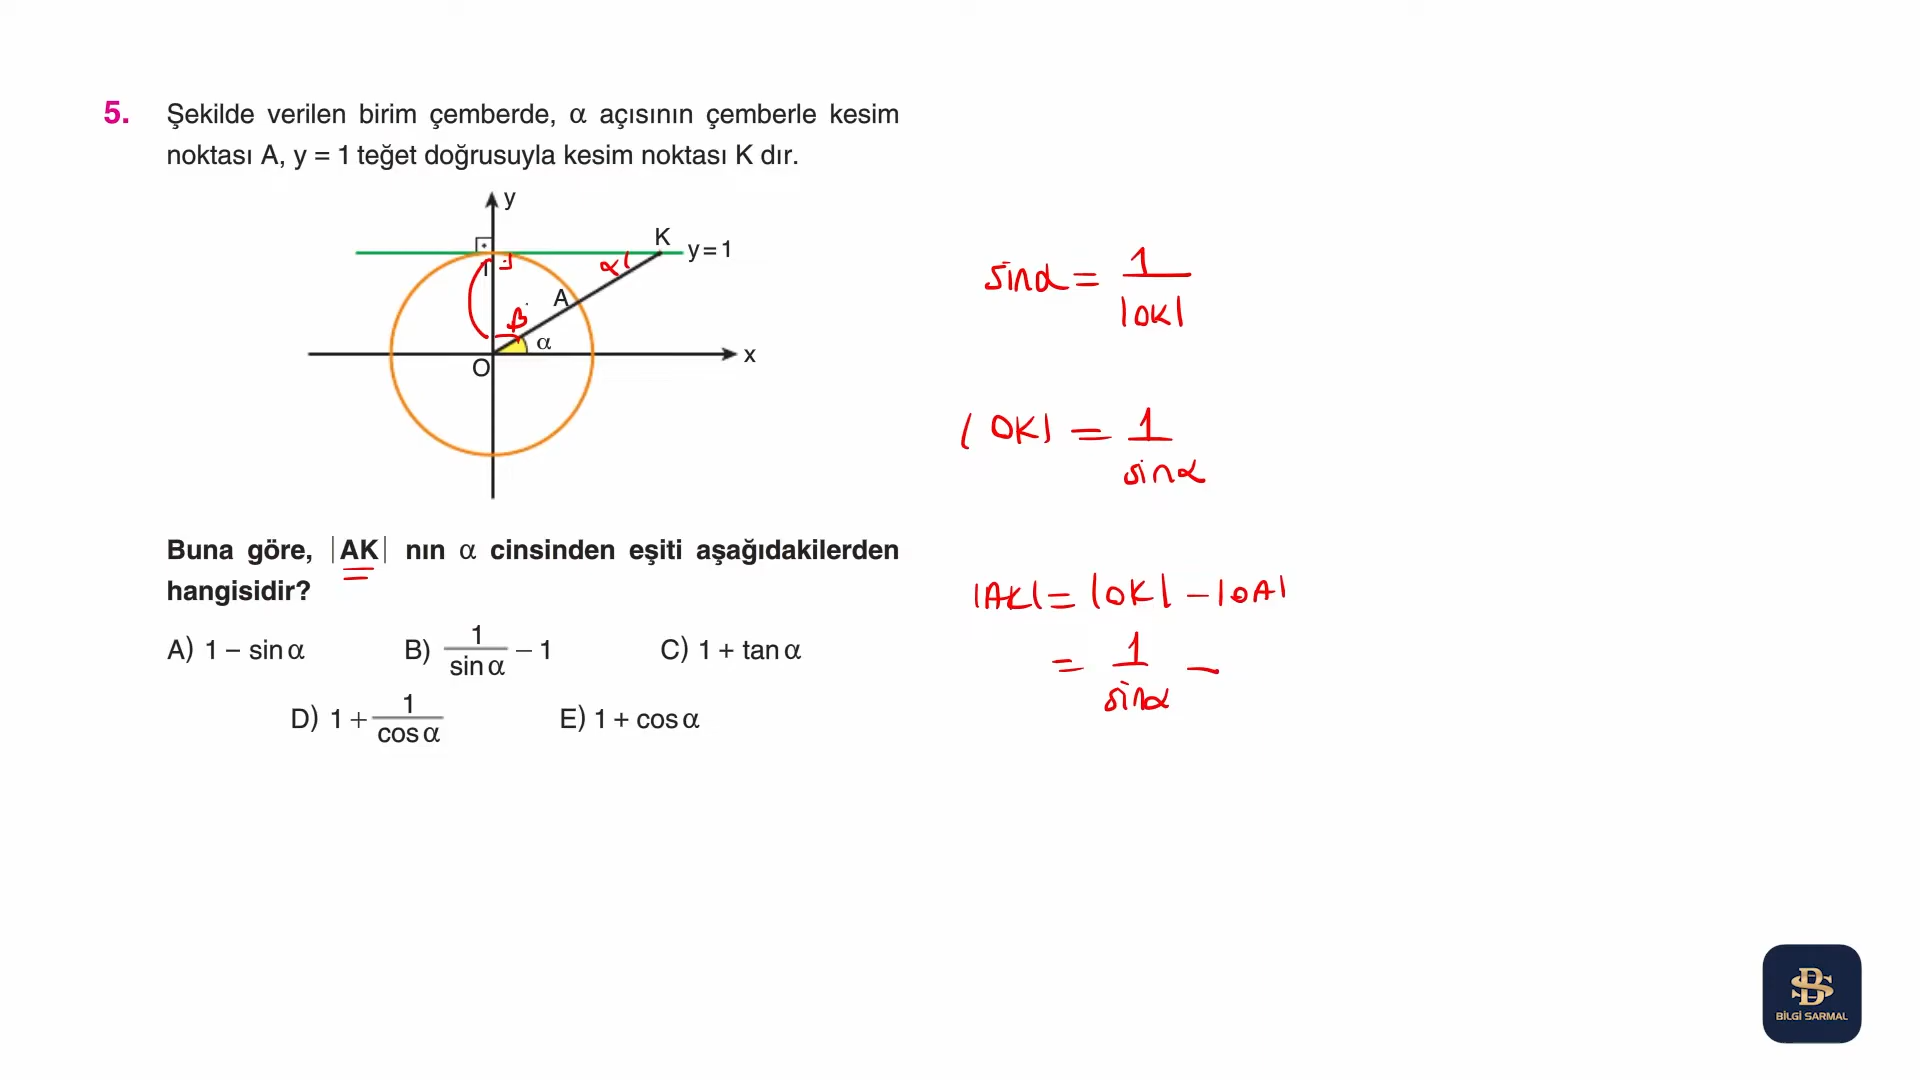 5. Şekilde verilen birim çemberde, α açısının çemberle kesim
noktası A, y = 1 teğet doğrusuyla kesim noktası K dır.
y
K
y=1
1
α
A
β
α
x
O
sinα = 1/|OK|
|OK| = 1/sinα
Buna göre, |AK| nın α cinsinden eşiti aşağıdakilerden
hangisidir?
|AK| = |OK| - |OA|
= 1/sinα -
A) 1 – sin α B) 1/sin α – 1 C) 1 + tan α
D) 1 + 1/cos α E) 1 + cos α
BS
BİLGİ SARMAL